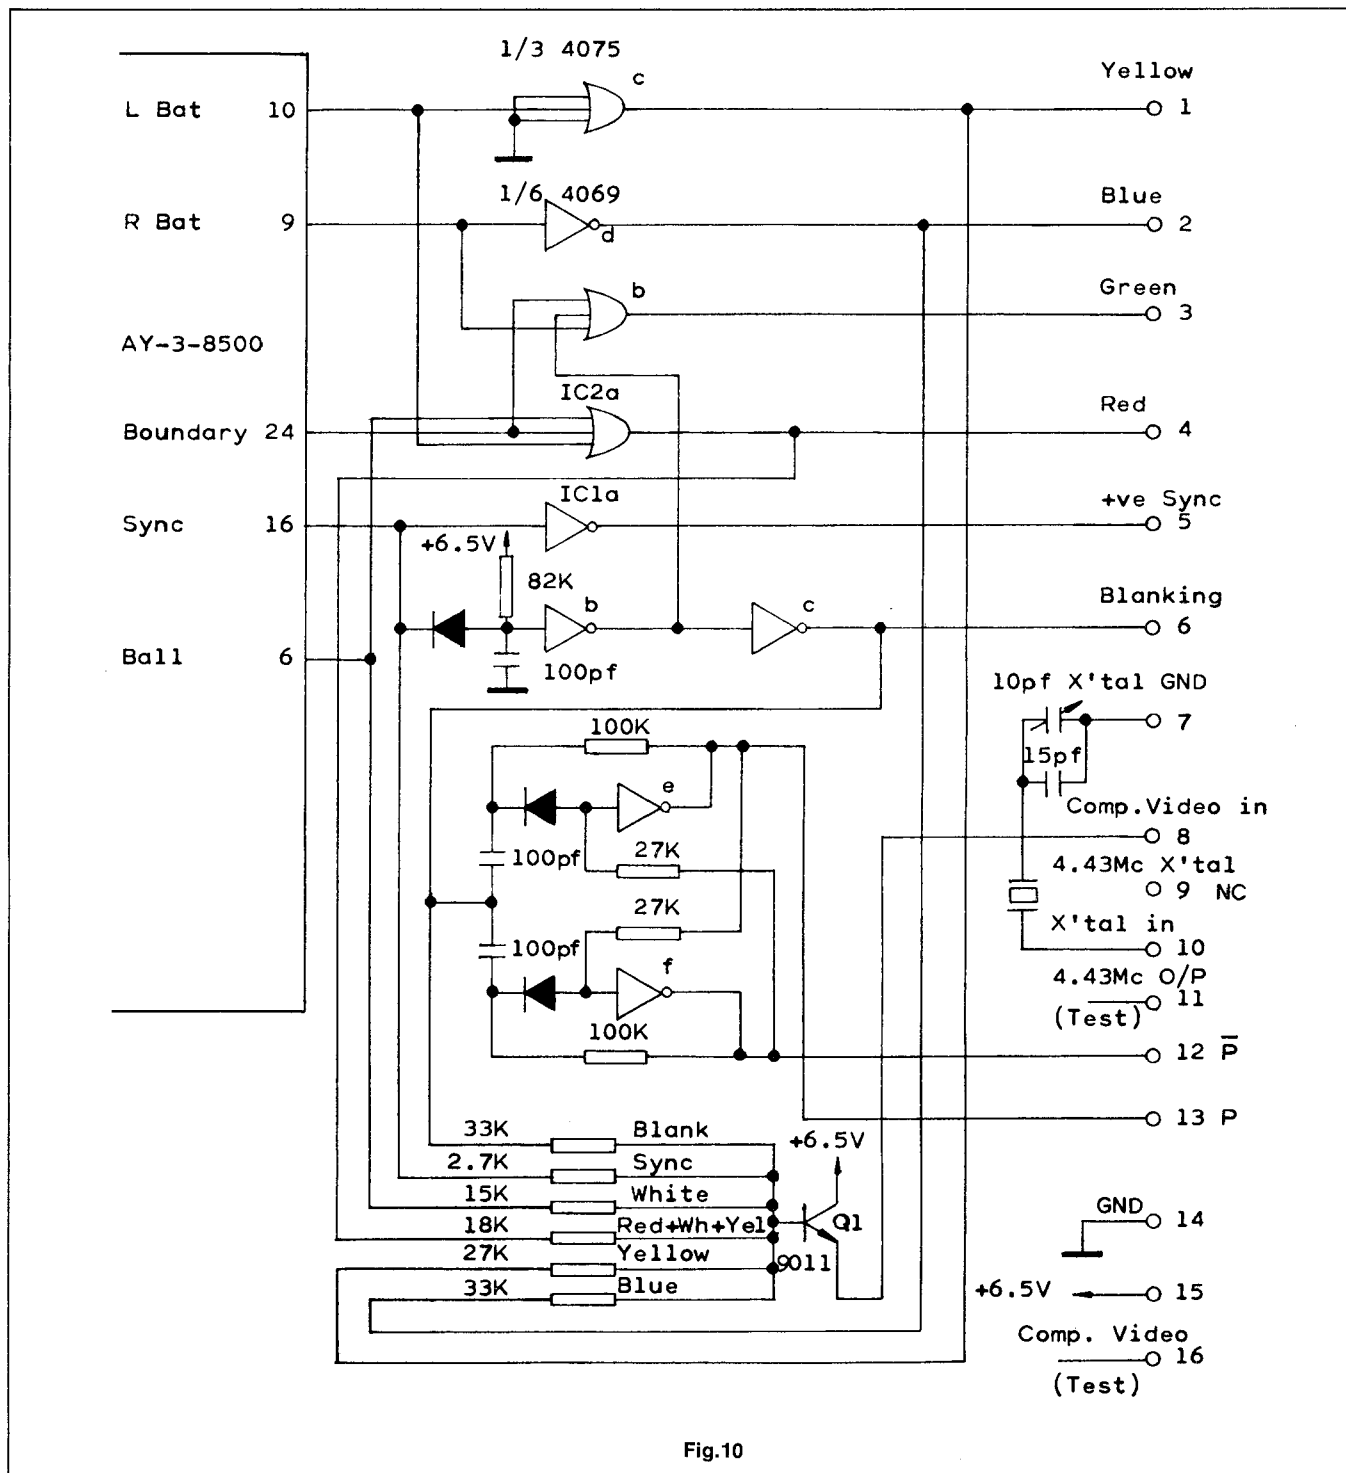 1/3 4075
c
Yellow
L Bat 10
1
1/6 4069
Blue
R Bat 9
d
2
Green
b
3
AY-3-8500
IC2a
Red
Boundary 24
4
IC1a
+ve Sync
Sync 16
5
+6.5V
82K
b
c
Blanking
6
Ball 6
100pf
10pf X'tal GND
7
100K
15pf
e
Comp.Video in
8
100pf
27K
4.43Mc X'tal
9 NC
27K
X'tal in
100pf
10
f
4.43Mc O/P
11
(Test)
100K
12 P̅
13 P
33K Blank
+6.5V
2.7K Sync
15K White
GND
14
18K Red+Wh+Yel
Q1
27K Yellow
9011
33K Blue
+6.5V
15
Comp. Video
16
(Test)
Fig.10